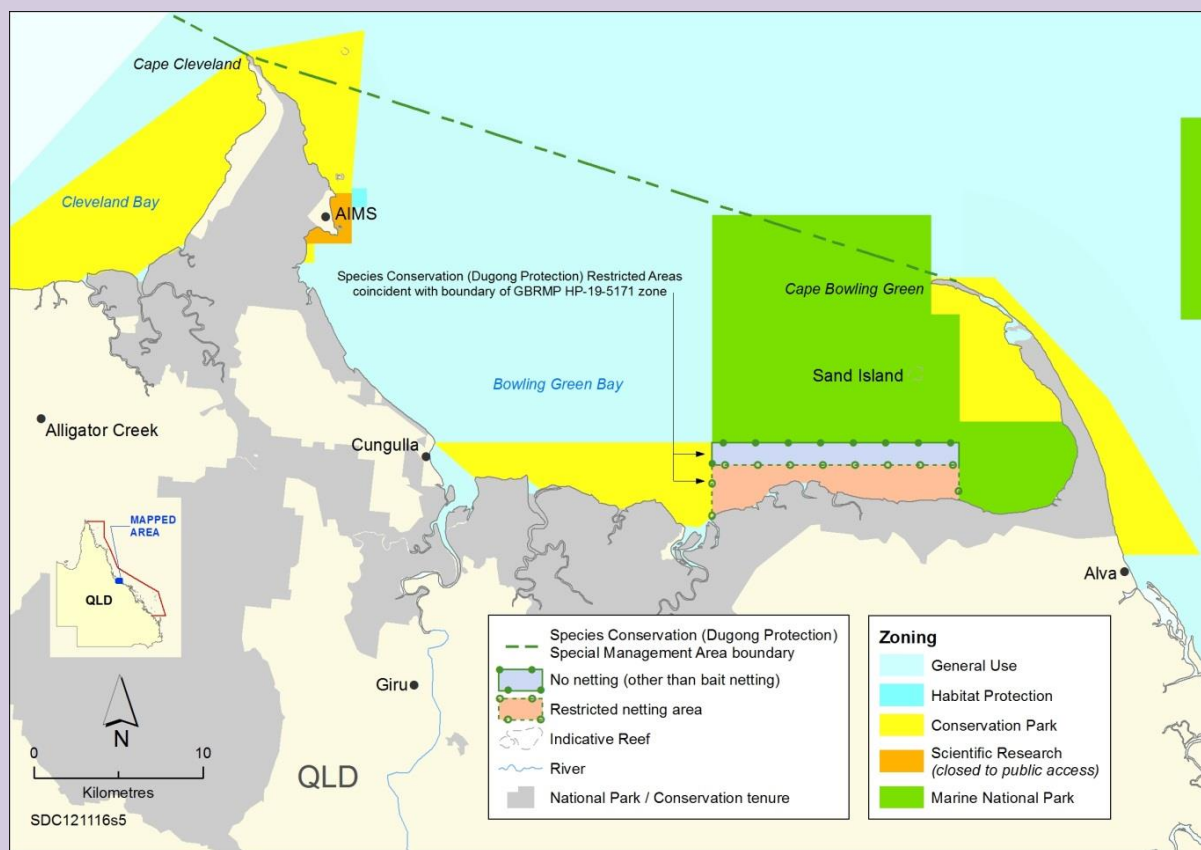 Cape Cleveland
Cleveland Bay
AIMS
Species Conservation (Dugong Protection) Restricted Areas
coincident with boundary of GBRMP HP-19-5171 zone
Cape Bowling Green
Bowling Green Bay
Sand Island
Alligator Creek
Cungulla
MAPPED
AREA
QLD
Alva
Giru
N
0 10
Kilometres
QLD
SDC121116s5
Species Conservation (Dugong Protection)
Special Management Area boundary
No netting (other than bait netting)
Restricted netting area
Indicative Reef
River
National Park / Conservation tenure
Zoning
General Use
Habitat Protection
Conservation Park
Scientific Research
(closed to public access)
Marine National Park